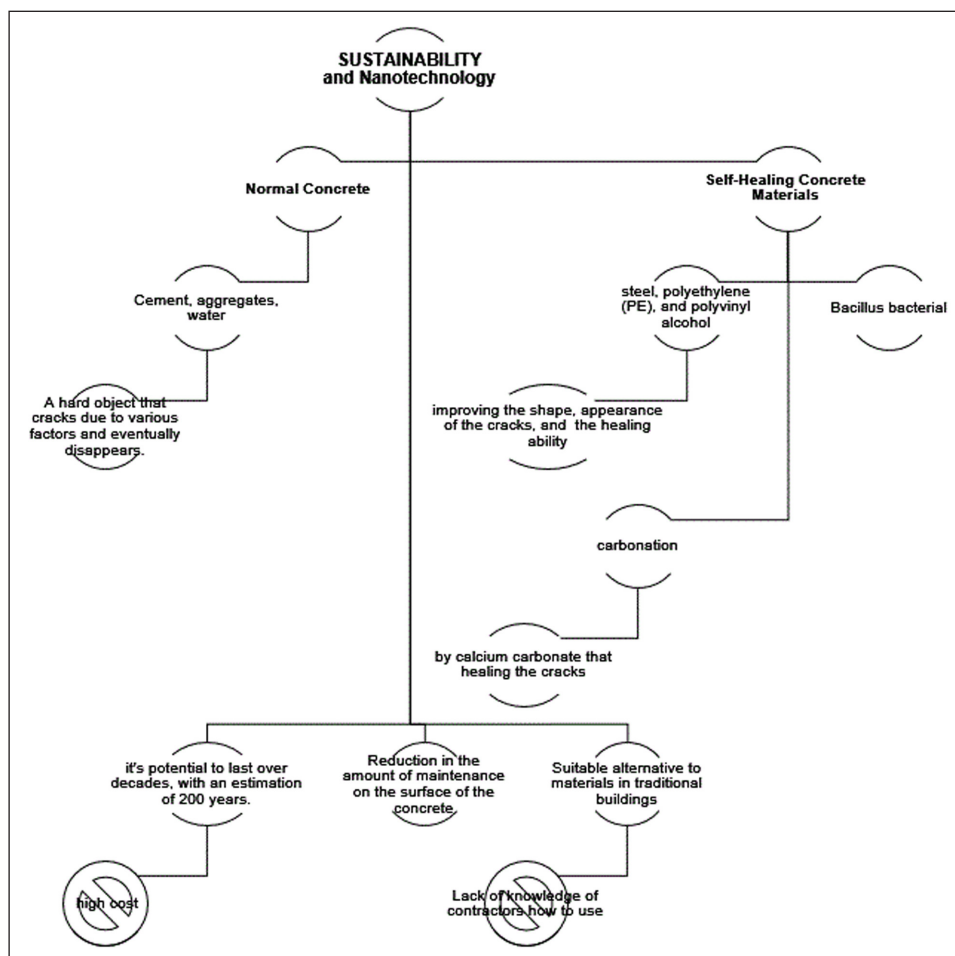 SUSTAINABILITY
and Nanotechnology
Normal Concrete
Self-Healing Concrete
Materials
Cement, aggregates,
water
steel, polyethylene
(PE), and polyvinyl
alcohol
Bacillus bacterial
A hard object that
cracks due to various
factors and eventually
disappears.
improving the shape, appearance
of the cracks, and the healing
ability
carbonation
by calcium carbonate that
healing the cracks
it's potential to last over
decades, with an estimation
of 200 years.
Reduction in the
amount of maintenance
on the surface of the
concrete
Suitable alternative to
materials in traditional
buildings
high cost
Lack of knowledge of
contractors how to use